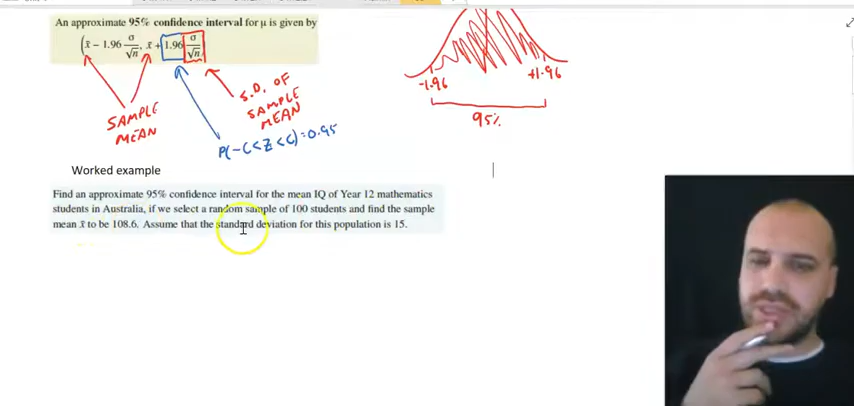 An approximate 95% confidence interval for μ is given by
(x̄ − 1.96 σ/√n, x̄ + 1.96 σ/√n
-1.96
+1.96
95%
SAMPLE
MEAN
S.D. OF
SAMPLE
MEAN
P(-C<Z<C)=0.95
Worked example
Find an approximate 95% confidence interval for the mean IQ of Year 12 mathematics
students in Australia, if we select a random sample of 100 students and find the sample
mean x̄ to be 108.6. Assume that the standard deviation for this population is 15.